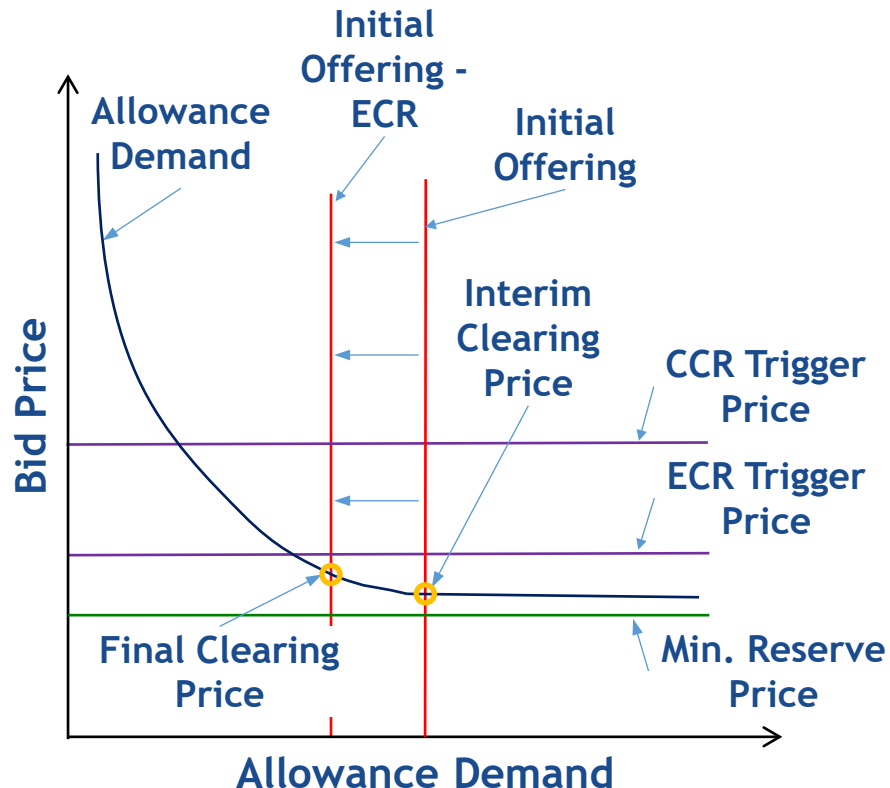 Initial
Offering -
ECR
Allowance
Demand
Initial
Offering
Interim
Clearing
Price
CCR Trigger
Price
ECR Trigger
Price
Bid Price
Final Clearing
Price
Min. Reserve
Price
Allowance Demand